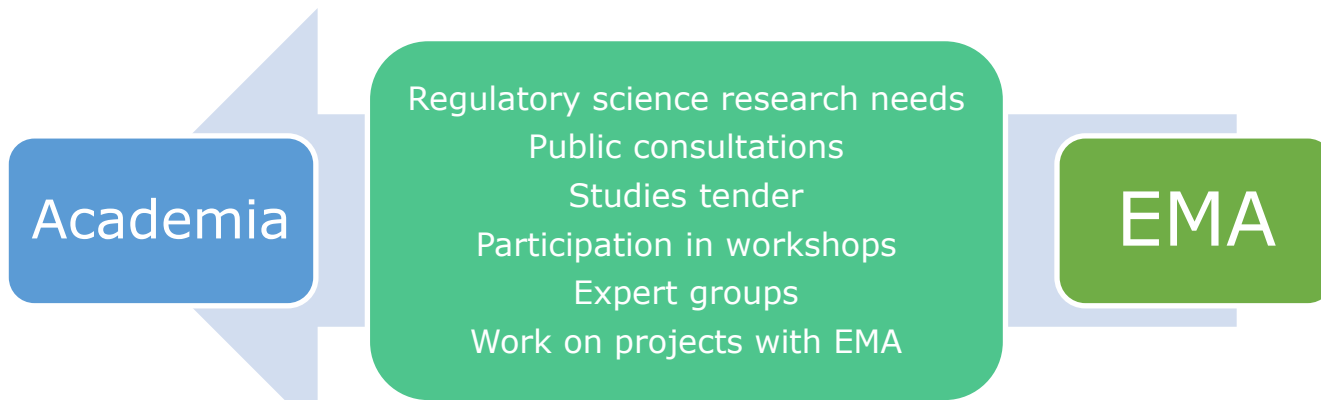 Academia
Regulatory science research needs
Public consultations
Studies tender
Participation in workshops
Expert groups
Work on projects with EMA
EMA